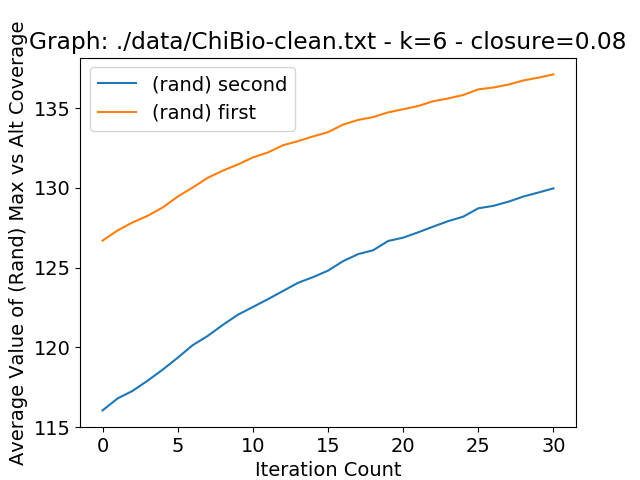 Graph: ./data/ChiBio-clean.txt - k=6 - closure=0.08
Average Value of (Rand) Max vs Alt Coverage
(rand) second
(rand) first
135
130
125
120
115
0 5 10 15 20 25 30
Iteration Count